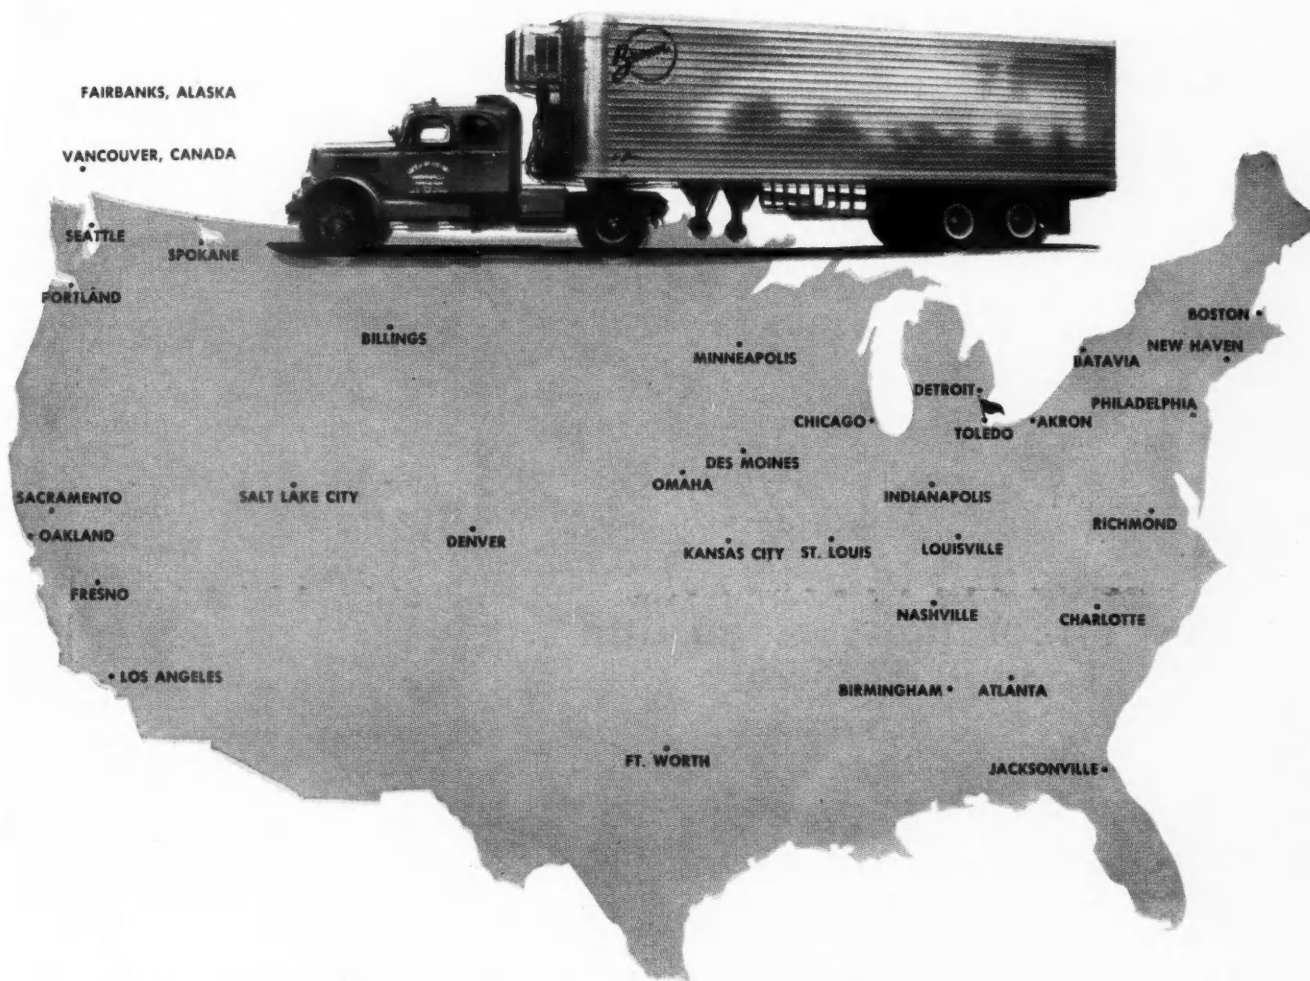 Brown
FAIRBANKS, ALASKA
VANCOUVER, CANADA
SEATTLE
SPOKANE
PORTLAND
BILLINGS
MINNEAPOLIS
BOSTON
NEW HAVEN
BATAVIA
DETROIT
PHILADELPHIA
CHICAGO
TOLEDO
AKRON
DES MOINES
OMAHA
SACRAMENTO
SALT LAKE CITY
INDIANAPOLIS
RICHMOND
OAKLAND
DENVER
KANSAS CITY
ST. LOUIS
LOUISVILLE
FRESNO
NASHVILLE
CHARLOTTE
LOS ANGELES
BIRMINGHAM
ATLANTA
FT. WORTH
JACKSONVILLE